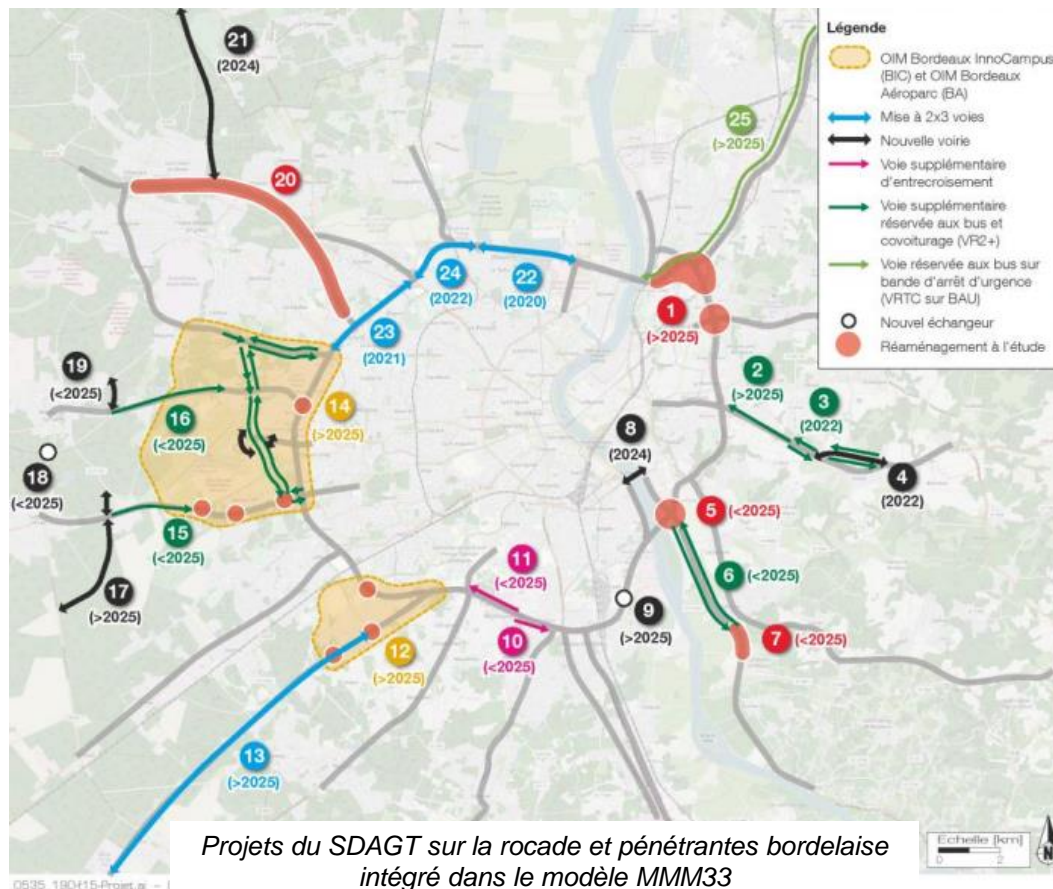 Légende
OIM Bordeaux InnoCampus
(BIC) et OIM Bordeaux
Aéroparc (BA)
Mise à 2x3 voies
Nouvelle voirie
Voie supplémentaire
d'entrecroisement
Voie supplémentaire
réservée aux bus et
covoiturage (VR2+)
Voie réservée aux bus sur
bande d'arrêt d'urgence
(VRTC sur BAU)
Nouvel échangeur
Réaménagement à l'étude
21
(2024)
25
(>2025)
20
24
(2022)
22
(2020)
23
(2021)
1
(>2025)
19
(<2025)
16
(<2025)
14
(>2025)
2
(>2025)
3
(2022)
4
(2022)
8
(2024)
18
(<2025)
15
(<2025)
5 (<2025)
17
(>2025)
11
(<2025)
6 (<2025)
9
(>2025)
10
(<2025)
7 (<2025)
12
(>2025)
13
(>2025)
Projets du SDAGT sur la rocade et pénétrantes bordelaise
intégré dans le modèle MMM33
Echelle [km]
0 2
N